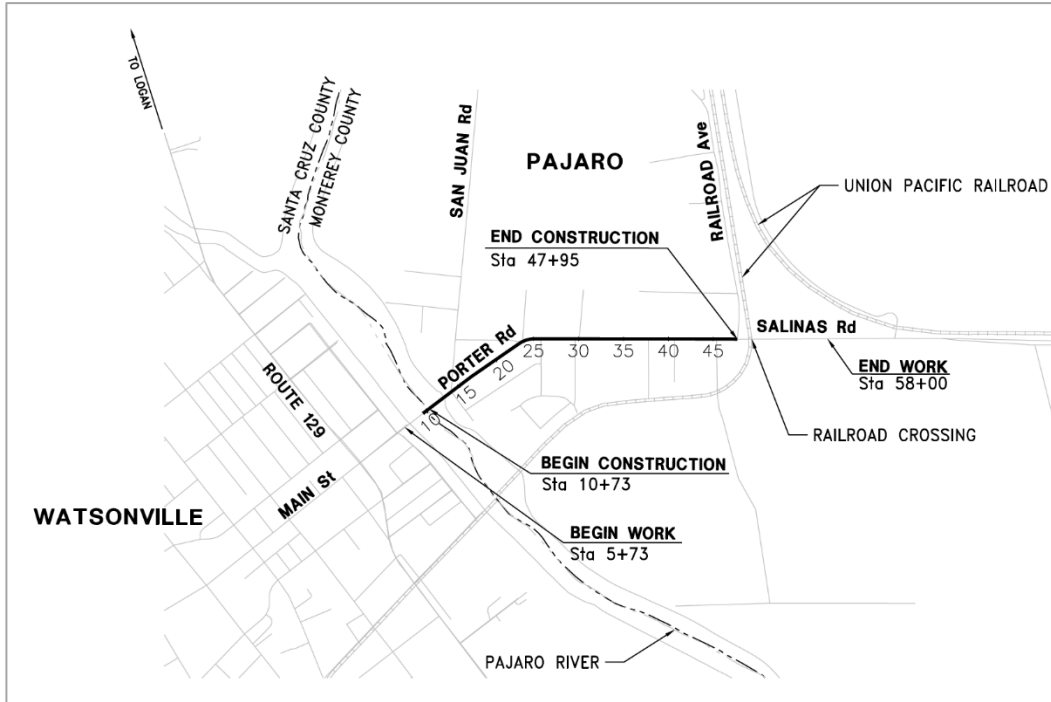 TO LOGAN
SANTA CRUZ COUNTY
MONTEREY COUNTY
SAN JUAN Rd
PAJARO
RAILROAD Ave
UNION PACIFIC RAILROAD
END CONSTRUCTION
Sta 47+95
SALINAS Rd
PORTER Rd
10
15
20
25
30
35
40
45
END WORK
Sta 58+00
ROUTE 129
RAILROAD CROSSING
BEGIN CONSTRUCTION
Sta 10+73
MAIN St
WATSONVILLE
BEGIN WORK
Sta 5+73
PAJARO RIVER